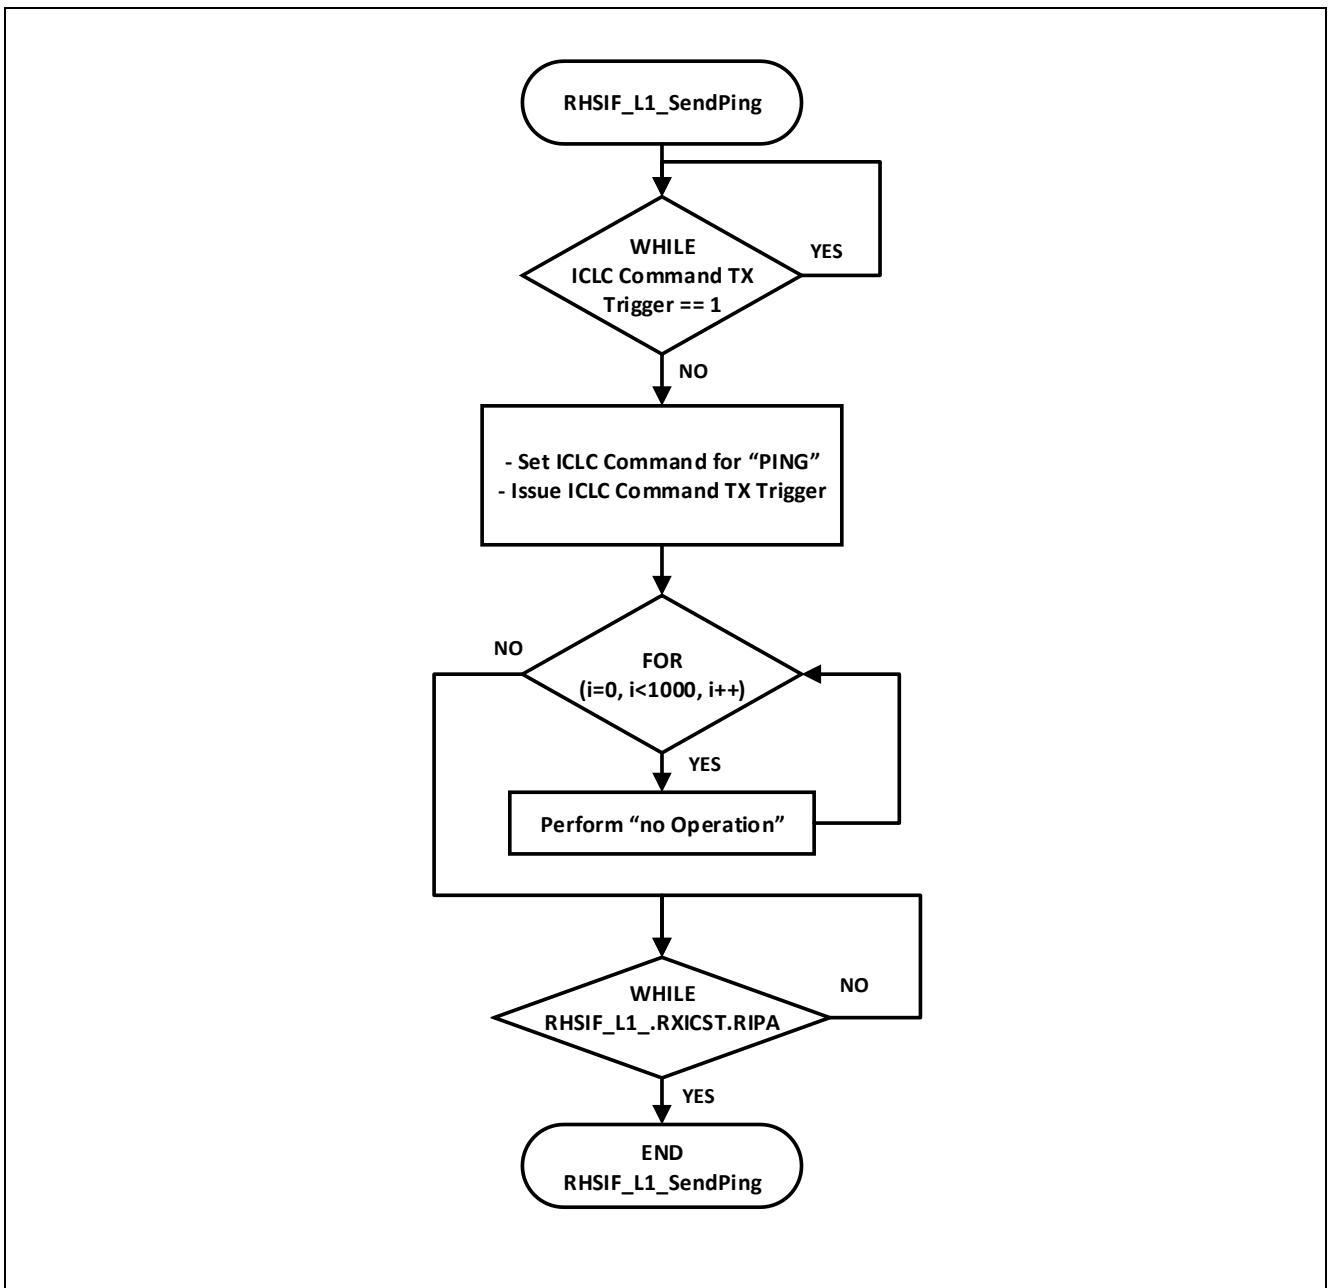 RHSIF_L1_SendPing
WHILE
ICLC Command TX
Trigger == 1
YES
NO
- Set ICLC Command for “PING”
- Issue ICLC Command TX Trigger
NO
FOR
(i=0, i<1000, i++)
YES
Perform “no Operation”
WHILE
RHSIF_L1_.RXICST.RIPA
NO
YES
END
RHSIF_L1_SendPing